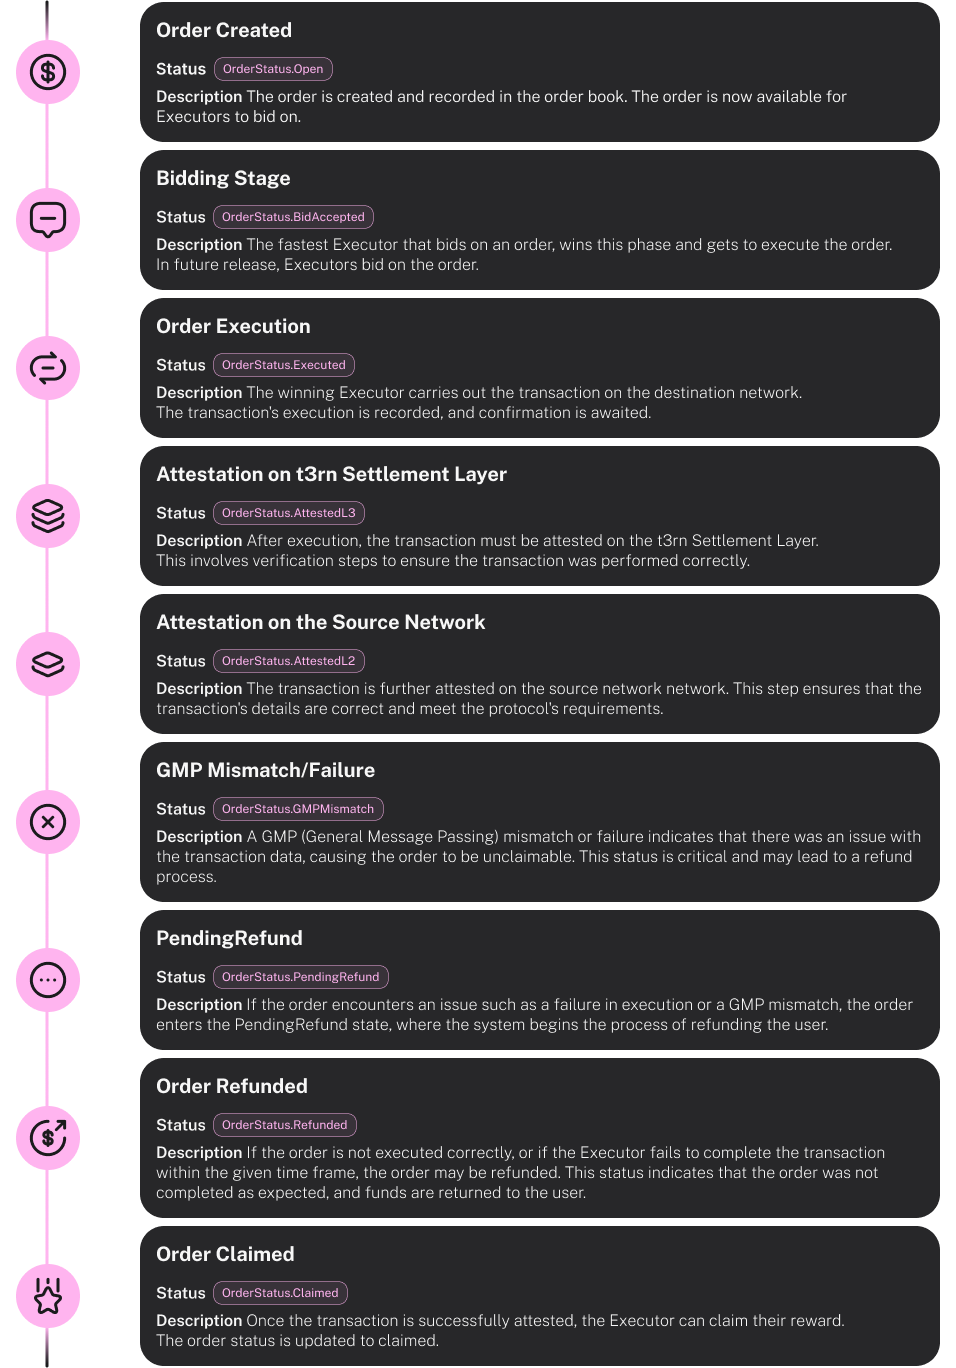 Order Created
Status OrderStatus.Open
Description The order is created and recorded in the order book. The order is now available for
Executors to bid on.
Bidding Stage
Status OrderStatus.BidAccepted
Description The fastest Executor that bids on an order, wins this phase and gets to execute the order.
In future release, Executors bid on the order.
Order Execution
Status OrderStatus.Executed
Description The winning Executor carries out the transaction on the destination network.
The transaction's execution is recorded, and confirmation is awaited.
Attestation on t3rn Settlement Layer
Status OrderStatus.AttestedL3
Description After execution, the transaction must be attested on the t3rn Settlement Layer.
This involves verification steps to ensure the transaction was performed correctly.
Attestation on the Source Network
Status OrderStatus.AttestedL2
Description The transaction is further attested on the source network network. This step ensures that the
transaction's details are correct and meet the protocol's requirements.
GMP Mismatch/Failure
Status OrderStatus.GMPMismatch
Description A GMP (General Message Passing) mismatch or failure indicates that there was an issue with
the transaction data, causing the order to be unclaimable. This status is critical and may lead to a refund
process.
PendingRefund
Status OrderStatus.PendingRefund
Description If the order encounters an issue such as a failure in execution or a GMP mismatch, the order
enters the PendingRefund state, where the system begins the process of refunding the user.
Order Refunded
Status OrderStatus.Refunded
Description If the order is not executed correctly, or if the Executor fails to complete the transaction
within the given time frame, the order may be refunded. This status indicates that the order was not
completed as expected, and funds are returned to the user.
Order Claimed
Status OrderStatus.Claimed
Description Once the transaction is successfully attested, the Executor can claim their reward.
The order status is updated to claimed.